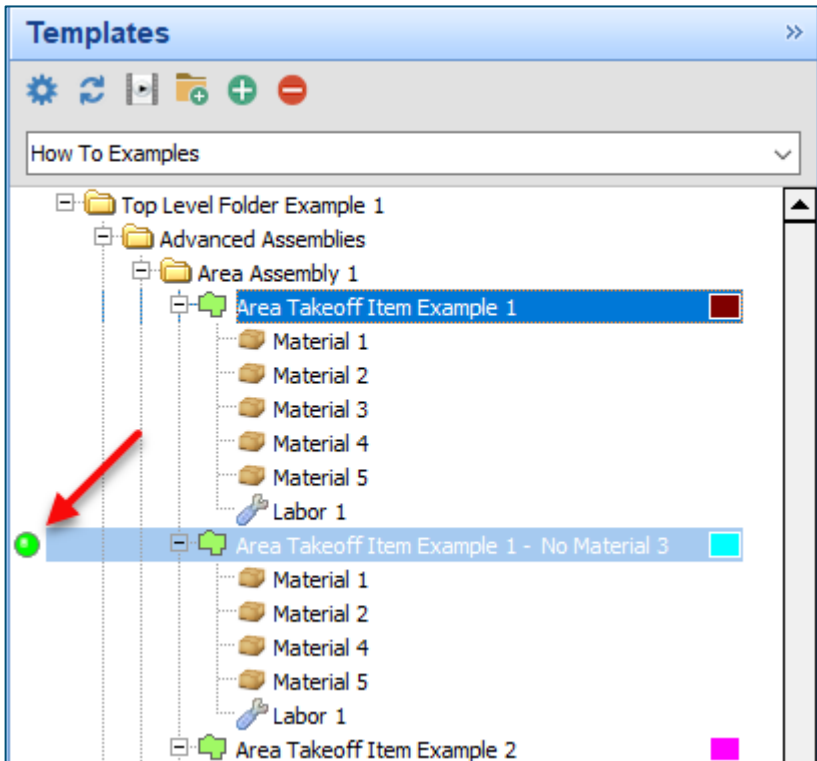 Templates
How To Examples
Top Level Folder Example 1
Advanced Assemblies
Area Assembly 1
Area Takeoff Item Example 1
Material 1
Material 2
Material 3
Material 4
Material 5
Labor 1
Area Takeoff Item Example 1 - No Material 3
Material 1
Material 2
Material 4
Material 5
Labor 1
Area Takeoff Item Example 2